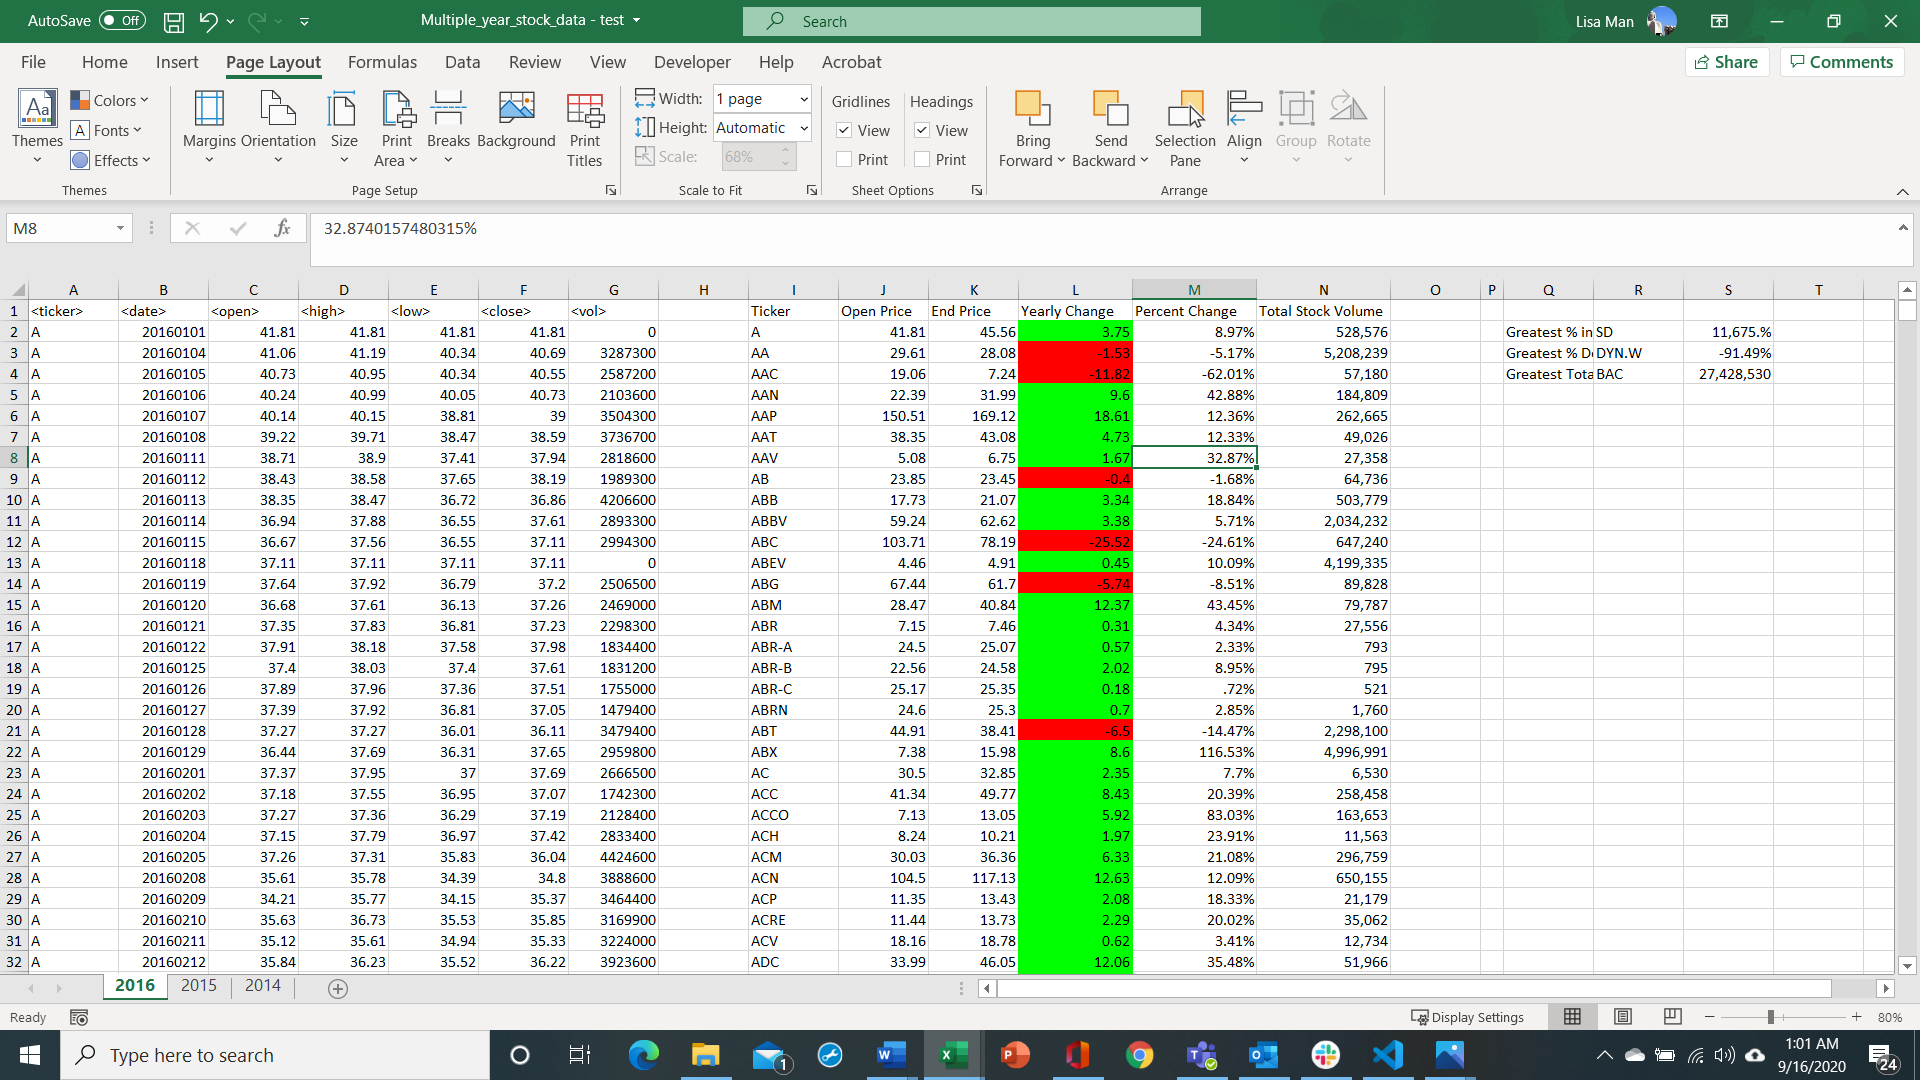 AutoSave Off Multiple_year_stock_data - test Search Lisa Man
File Home Insert Page Layout Formulas Data Review View Developer Help Acrobat Share Comments
Colors Width: 1 page Gridlines Headings
Fonts Height: Automatic View View
Themes Margins Orientation Size Print Area Breaks Background Print Titles Bring Forward Send Backward Selection Pane Align Group Rotate
Effects Scale: 68% Print Print
Themes Page Setup Scale to Fit Sheet Options Arrange
M8 fx 32.8740157480315%
A B C D E F G H I J K L M N O P Q R S T
1 <ticker> <date> <open> <high> <low> <close> <vol> Ticker Open Price End Price Yearly Change Percent Change Total Stock Volume
2 A 20160101 41.81 41.81 41.81 41.81 0 A 41.81 45.56 3.75 8.97% 528,576 Greatest % in SD 11,675.%
3 A 20160104 41.06 41.19 40.34 40.69 3287300 AA 29.61 28.08 -1.53 -5.17% 5,208,239 Greatest % De DYN.W -91.49%
4 A 20160105 40.73 40.95 40.34 40.55 2587200 AAC 19.06 7.24 -11.82 -62.01% 57,180 Greatest Tota BAC 27,428,530
5 A 20160106 40.24 40.99 40.05 40.73 2103600 AAN 22.39 31.99 9.6 42.88% 184,809
6 A 20160107 40.14 40.15 38.81 39 3504300 AAP 150.51 169.12 18.61 12.36% 262,665
7 A 20160108 39.22 39.71 38.47 38.59 3736700 AAT 38.35 43.08 4.73 12.33% 49,026
8 A 20160111 38.71 38.9 37.41 37.94 2818600 AAV 5.08 6.75 1.67 32.87% 27,358
9 A 20160112 38.43 38.58 37.65 38.19 1989300 AB 23.85 23.45 -0.4 -1.68% 64,736
10 A 20160113 38.35 38.47 36.72 36.86 4206600 ABB 17.73 21.07 3.34 18.84% 503,779
11 A 20160114 36.94 37.88 36.55 37.61 2893300 ABBV 59.24 62.62 3.38 5.71% 2,034,232
12 A 20160115 36.67 37.56 36.55 37.11 2994300 ABC 103.71 78.19 -25.52 -24.61% 647,240
13 A 20160118 37.11 37.11 37.11 37.11 0 ABEV 4.46 4.91 0.45 10.09% 4,199,335
14 A 20160119 37.64 37.92 36.79 37.2 2506500 ABG 67.44 61.7 -5.74 -8.51% 89,828
15 A 20160120 36.68 37.61 36.13 37.26 2469000 ABM 28.47 40.84 12.37 43.45% 79,787
16 A 20160121 37.35 37.83 36.81 37.23 2298300 ABR 7.15 7.46 0.31 4.34% 27,556
17 A 20160122 37.91 38.18 37.58 37.98 1834400 ABR-A 24.5 25.07 0.57 2.33% 793
18 A 20160125 37.4 38.03 37.4 37.61 1831200 ABR-B 22.56 24.58 2.02 8.95% 795
19 A 20160126 37.89 37.96 37.36 37.51 1755000 ABR-C 25.17 25.35 0.18 .72% 521
20 A 20160127 37.39 37.92 36.81 37.05 1479400 ABRN 24.6 25.3 0.7 2.85% 1,760
21 A 20160128 37.27 37.27 36.01 36.11 3479400 ABT 44.91 38.41 -6.5 -14.47% 2,298,100
22 A 20160129 36.44 37.69 36.31 37.65 2959800 ABX 7.38 15.98 8.6 116.53% 4,996,991
23 A 20160201 37.37 37.95 37 37.69 2666500 AC 30.5 32.85 2.35 7.7% 6,530
24 A 20160202 37.18 37.55 36.95 37.07 1742300 ACC 41.34 49.77 8.43 20.39% 258,458
25 A 20160203 37.27 37.36 36.29 37.19 2128400 ACCO 7.13 13.05 5.92 83.03% 163,653
26 A 20160204 37.15 37.79 36.97 37.42 2833400 ACH 8.24 10.21 1.97 23.91% 11,563
27 A 20160205 37.26 37.31 35.83 36.04 4424600 ACM 30.03 36.36 6.33 21.08% 296,759
28 A 20160208 35.61 35.78 34.39 34.8 3888600 ACN 104.5 117.13 12.63 12.09% 650,155
29 A 20160209 34.21 35.77 34.15 35.37 3464400 ACP 11.35 13.43 2.08 18.33% 21,179
30 A 20160210 35.63 36.73 35.53 35.85 3169900 ACRE 11.44 13.73 2.29 20.02% 35,062
31 A 20160211 35.12 35.61 34.94 35.33 3224000 ACV 18.16 18.78 0.62 3.41% 12,734
32 A 20160212 35.84 36.23 35.52 36.22 3923600 ADC 33.99 46.05 12.06 35.48% 51,966
2016 2015 2014
Ready Display Settings 80%
Type here to search 1 1:01 AM
9/16/2020 24